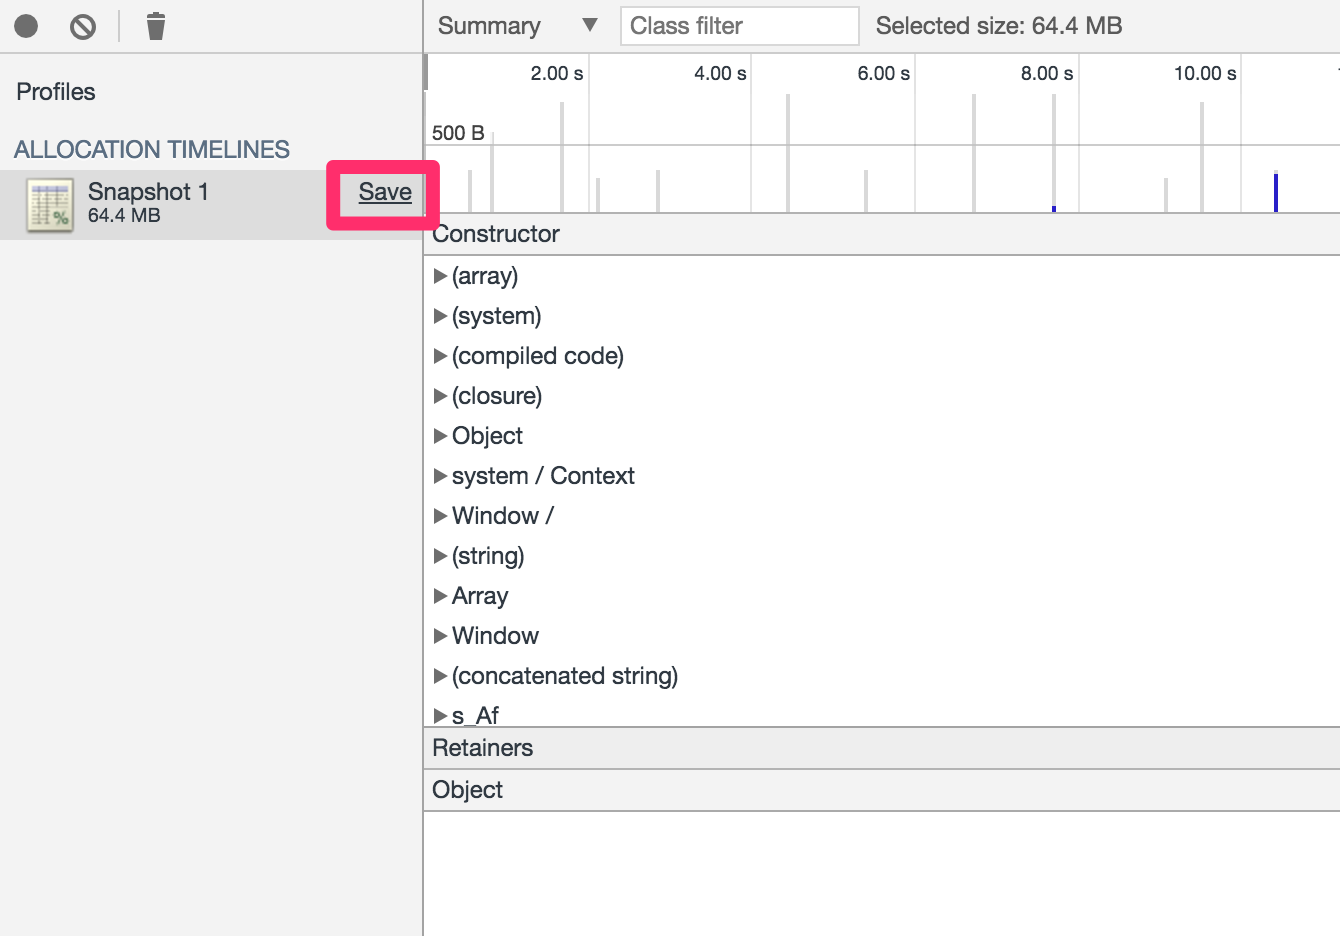 Summary ▼ Class filter Selected size: 64.4 MB
Profiles
2.00 s 4.00 s 6.00 s 8.00 s 10.00 s
500 B
ALLOCATION TIMELINES
Snapshot 1 Save
64.4 MB
Constructor
(array)
(system)
(compiled code)
(closure)
Object
system / Context
Window /
(string)
Array
Window
(concatenated string)
s_Af
Retainers
Object